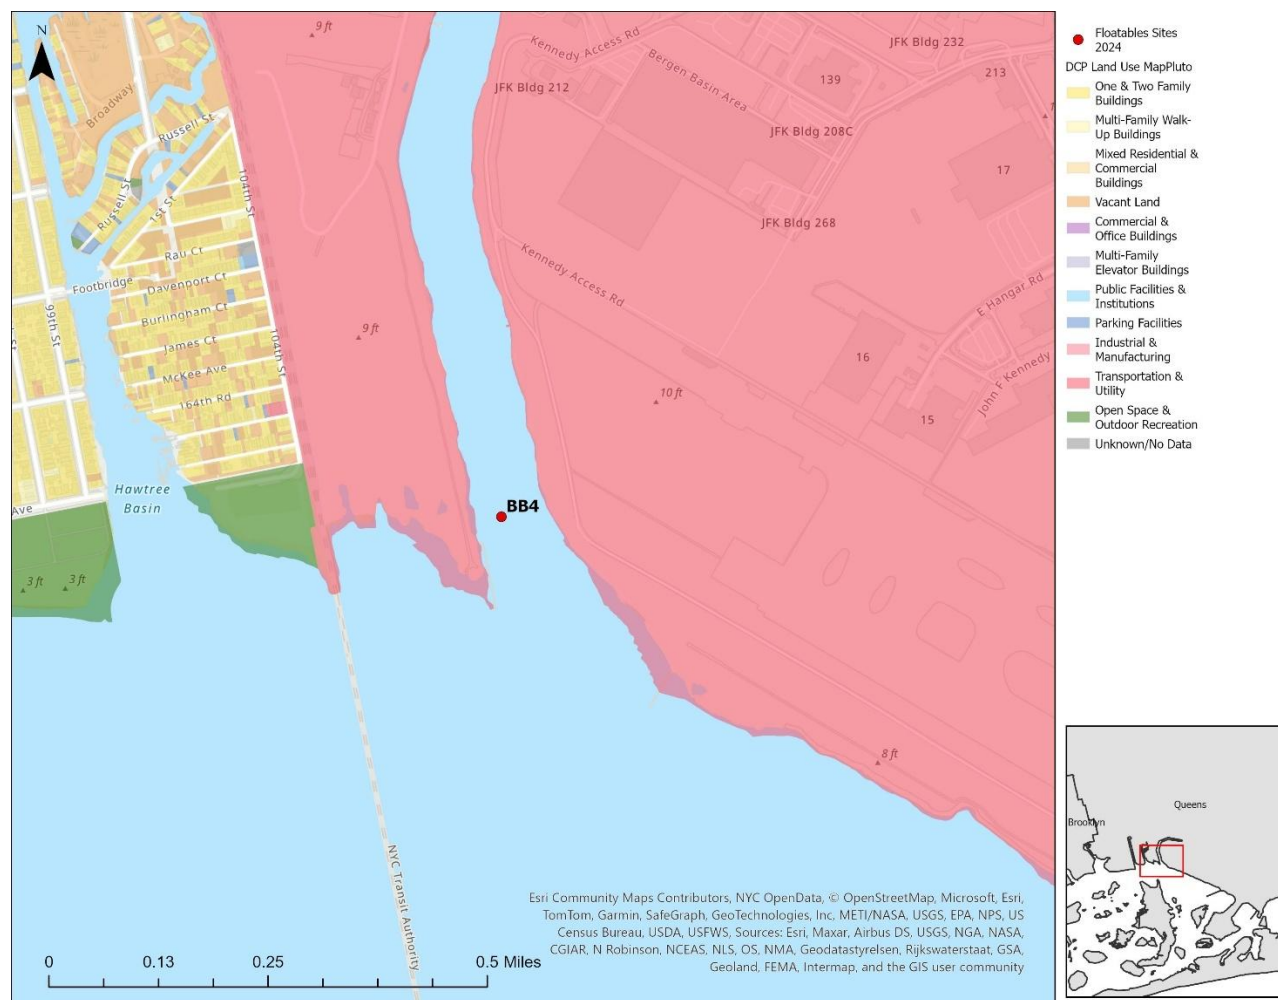 N
9 ft
Kennedy Access Rd
JFK Bldg 232
Bergen Basin Area
139
213
JFK Bldg 212
Broadway
Russell St
JFK Bldg 208C
17
104th St
Russell St
1st St
JFK Bldg 268
Rau Ct
Kennedy Access Rd
Footbridge
Davenport Ct
E Hangar Rd
99th St
Burlingham Ct
9 ft
James Ct
104th St
16
McKee Ave
John F Kennedy
164th Rd
10 ft
15
Hawtree
Basin
Ave
BB4
3 ft
3 ft
8 ft
NYC Transit Authority
Esri Community Maps Contributors, NYC OpenData, © OpenStreetMap, Microsoft, Esri,
TomTom, Garmin, SafeGraph, GeoTechnologies, Inc, METI/NASA, USGS, EPA, NPS, US
Census Bureau, USDA, USFWS, Sources: Esri, Maxar, Airbus DS, USGS, NGA, NASA,
CGIAR, N Robinson, NCEAS, NLS, OS, NMA, Geodatastyrelsen, Rijkswaterstaat, GSA,
Geoland, FEMA, Intermap, and the GIS user community
0 0.13 0.25 0.5 Miles
Floatables Sites
2024
DCP Land Use MapPluto
One & Two Family
Buildings
Multi-Family Walk-
Up Buildings
Mixed Residential &
Commercial
Buildings
Vacant Land
Commercial &
Office Buildings
Multi-Family
Elevator Buildings
Public Facilities &
Institutions
Parking Facilities
Industrial &
Manufacturing
Transportation &
Utility
Open Space &
Outdoor Recreation
Unknown/No Data
Queens
Brooklyn